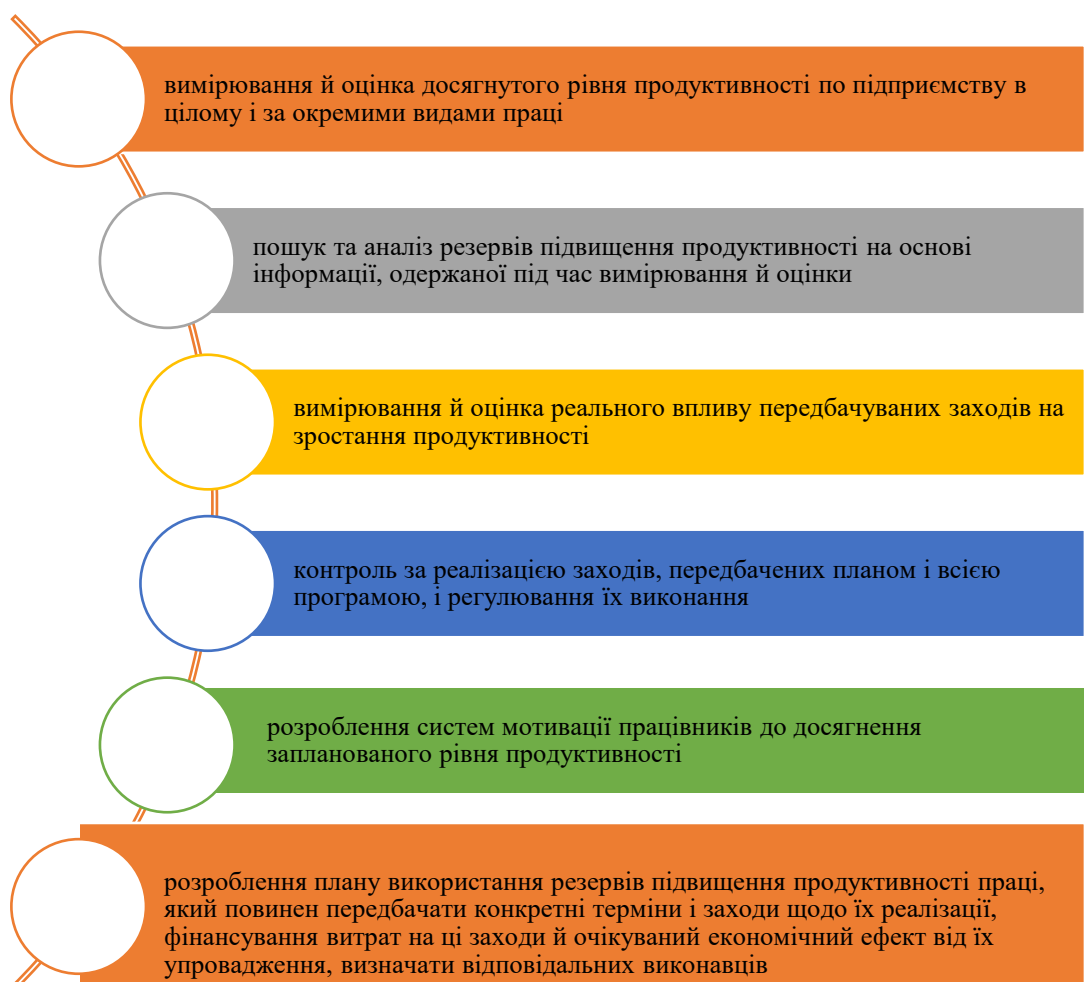 вимірювання й оцінка досягнутого рівня продуктивності по підприємству в
цілому і за окремими видами праці
пошук та аналіз резервів підвищення продуктивності на основі
інформації, одержаної під час вимірювання й оцінки
вимірювання й оцінка реального впливу передбачуваних заходів на
зростання продуктивності
контроль за реалізацією заходів, передбачених планом і всією
програмою, і регулювання їх виконання
розроблення систем мотивації працівників до досягнення
запланованого рівня продуктивності
розроблення плану використання резервів підвищення продуктивності праці,
який повинен передбачати конкретні терміни і заходи щодо їх реалізації,
фінансування витрат на ці заходи й очікуваний економічний ефект від їх
упровадження, визначати відповідальних виконавців